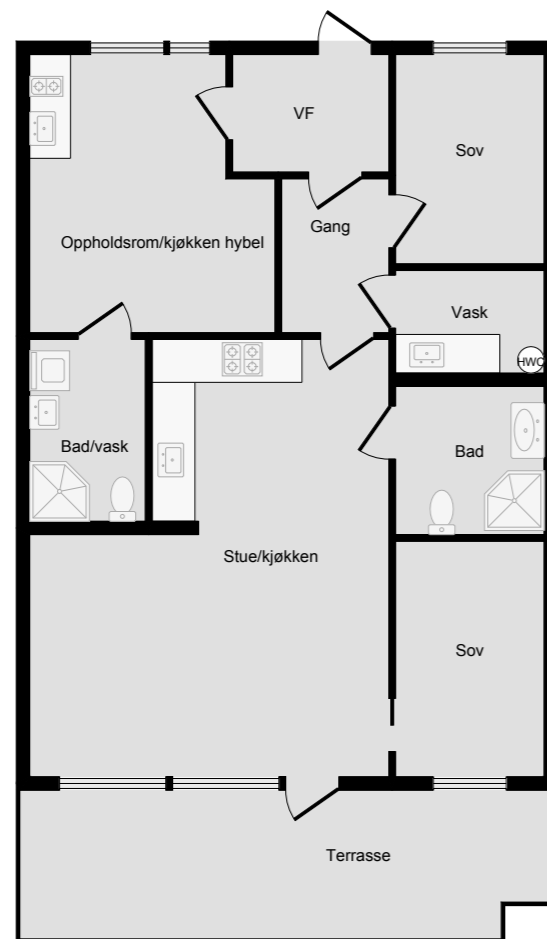 VF
Sov
Gang
Oppholdsrom/kjøkken hybel
Vask
HWC
Bad/vask
Bad
Stue/kjøkken
Sov
Terrasse